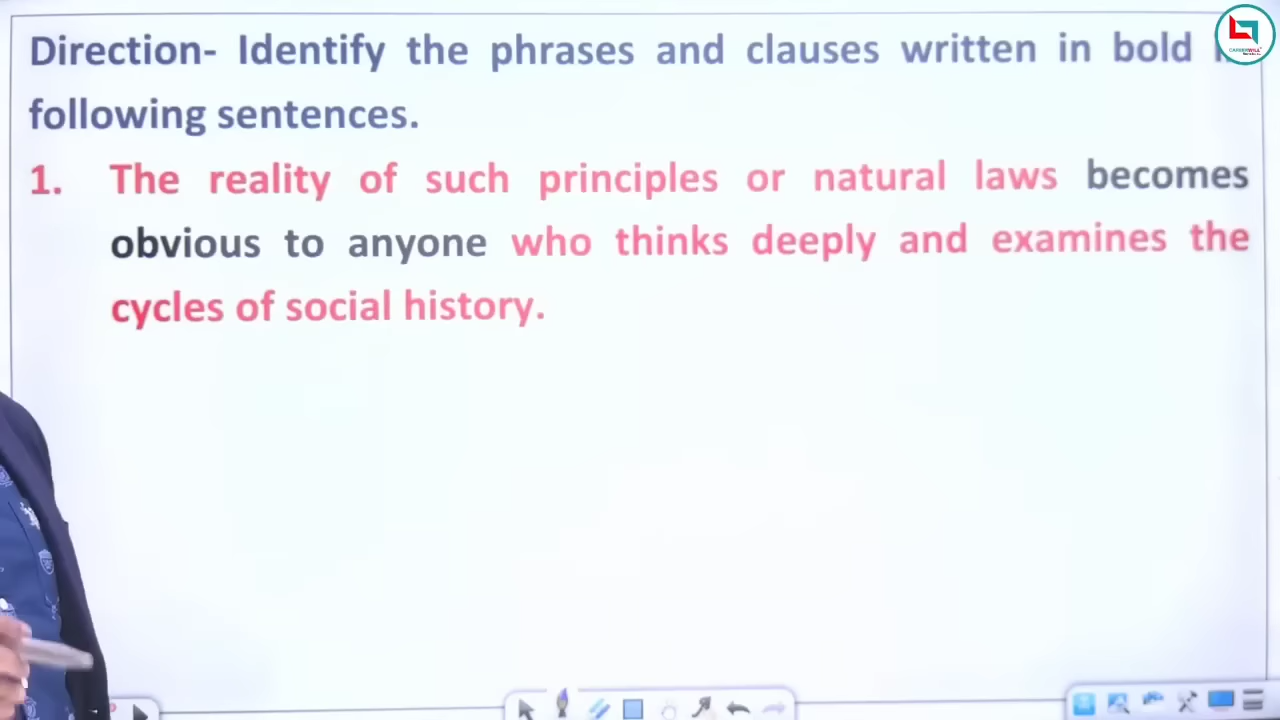 Direction- Identify the phrases and clauses written in bold
following sentences.
1. The reality of such principles or natural laws becomes
obvious to anyone who thinks deeply and examines the
cycles of social history.
CAREERWILL